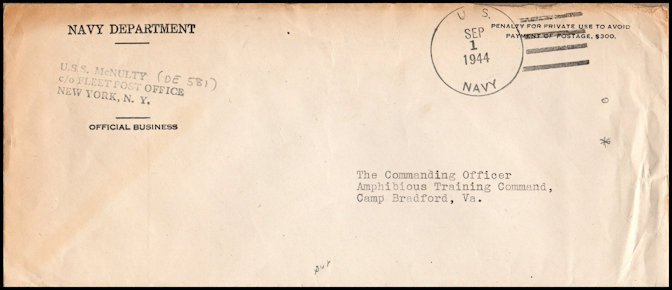 NAVY DEPARTMENT
U.S.S. McNULTY (DE 581)
c/o FLEET POST OFFICE
NEW YORK, N. Y.
OFFICIAL BUSINESS
U. S.
SEP
1
1944
NAVY
PENALTY FOR PRIVATE USE TO AVOID
PAYMENT OF POSTAGE, $300.
The Commanding Officer
Amphibious Training Command,
Camp Bradford, Va.